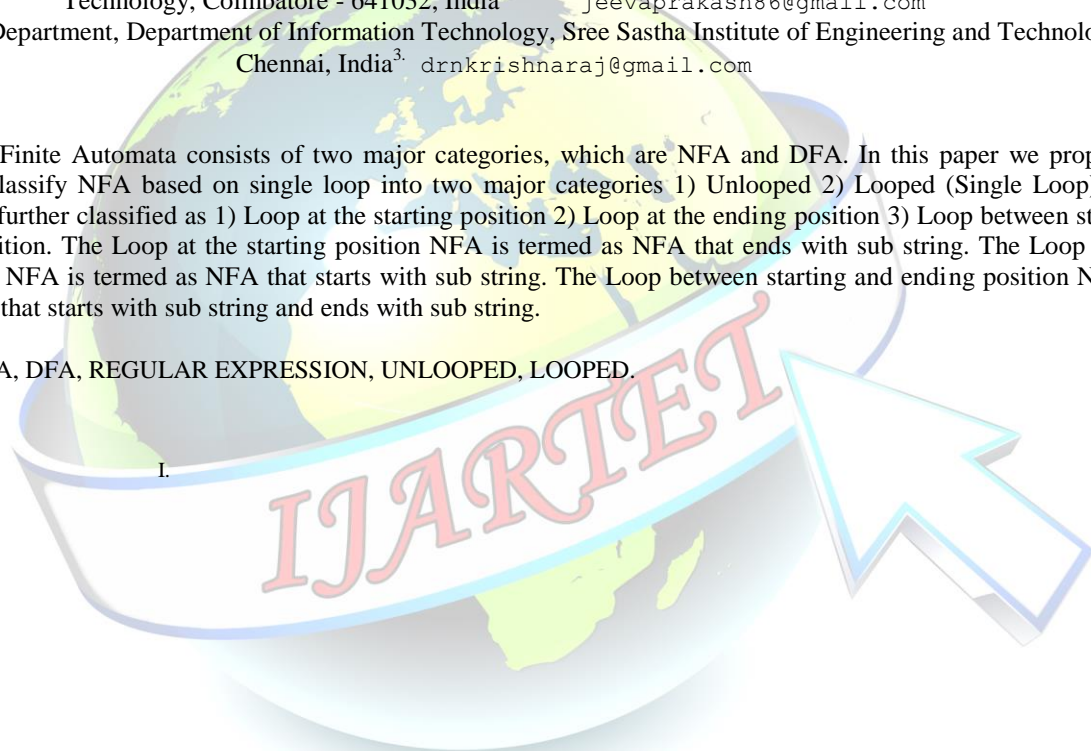 Technology, Coimbatore - 641032, India jeevaprakash86@gmail.com
Department, Department of Information Technology, Sree Sastha Institute of Engineering and Technolo
Chennai, India3. drnkrishnaraj@gmail.com
Finite Automata consists of two major categories, which are NFA and DFA. In this paper we prop
lassify NFA based on single loop into two major categories 1) Unlooped 2) Looped (Single Loop)
further classified as 1) Loop at the starting position 2) Loop at the ending position 3) Loop between st
ition. The Loop at the starting position NFA is termed as NFA that ends with sub string. The Loop
NFA is termed as NFA that starts with sub string. The Loop between starting and ending position N
that starts with sub string and ends with sub string.
A, DFA, REGULAR EXPRESSION, UNLOOPED, LOOPED.
I.
IJARTET